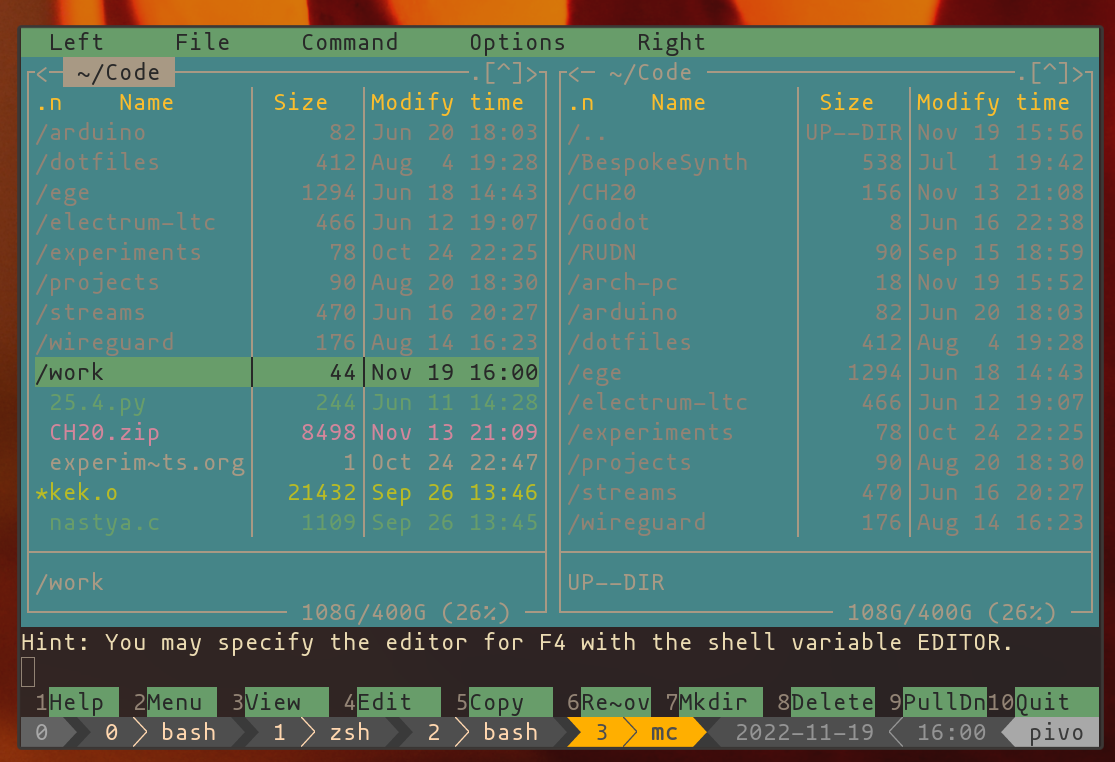 Left File Command Options Right
<─ ~/Code ─.[^]> <─ ~/Code ─.[^]>
.n Name Size Modify time .n Name Size Modify time
/arduino 82 Jun 20 18:03 /.. UP--DIR Nov 19 15:56
/dotfiles 412 Aug 4 19:28 /BespokeSynth 538 Jul 1 19:42
/ege 1294 Jun 18 14:43 /CH20 156 Nov 13 21:08
/electrum-ltc 466 Jun 12 19:07 /Godot 8 Jun 16 22:38
/experiments 78 Oct 24 22:25 /RUDN 90 Sep 15 18:59
/projects 90 Aug 20 18:30 /arch-pc 18 Nov 19 15:52
/streams 470 Jun 16 20:27 /arduino 82 Jun 20 18:03
/wireguard 176 Aug 14 16:23 /dotfiles 412 Aug 4 19:28
/work 44 Nov 19 16:00 /ege 1294 Jun 18 14:43
25.4.py 244 Jun 11 14:28 /electrum-ltc 466 Jun 12 19:07
CH20.zip 8498 Nov 13 21:09 /experiments 78 Oct 24 22:25
experim~ts.org 1 Oct 24 22:47 /projects 90 Aug 20 18:30
*kek.o 21432 Sep 26 13:46 /streams 470 Jun 16 20:27
nastya.c 1109 Sep 26 13:45 /wireguard 176 Aug 14 16:23
/work UP--DIR
108G/400G (26%) 108G/400G (26%)
Hint: You may specify the editor for F4 with the shell variable EDITOR.
1Help 2Menu 3View 4Edit 5Copy 6Re~ov 7Mkdir 8Delete 9PullDn 10Quit
0 0 bash 1 zsh 2 bash 3 mc 2022-11-19 16:00 pivo